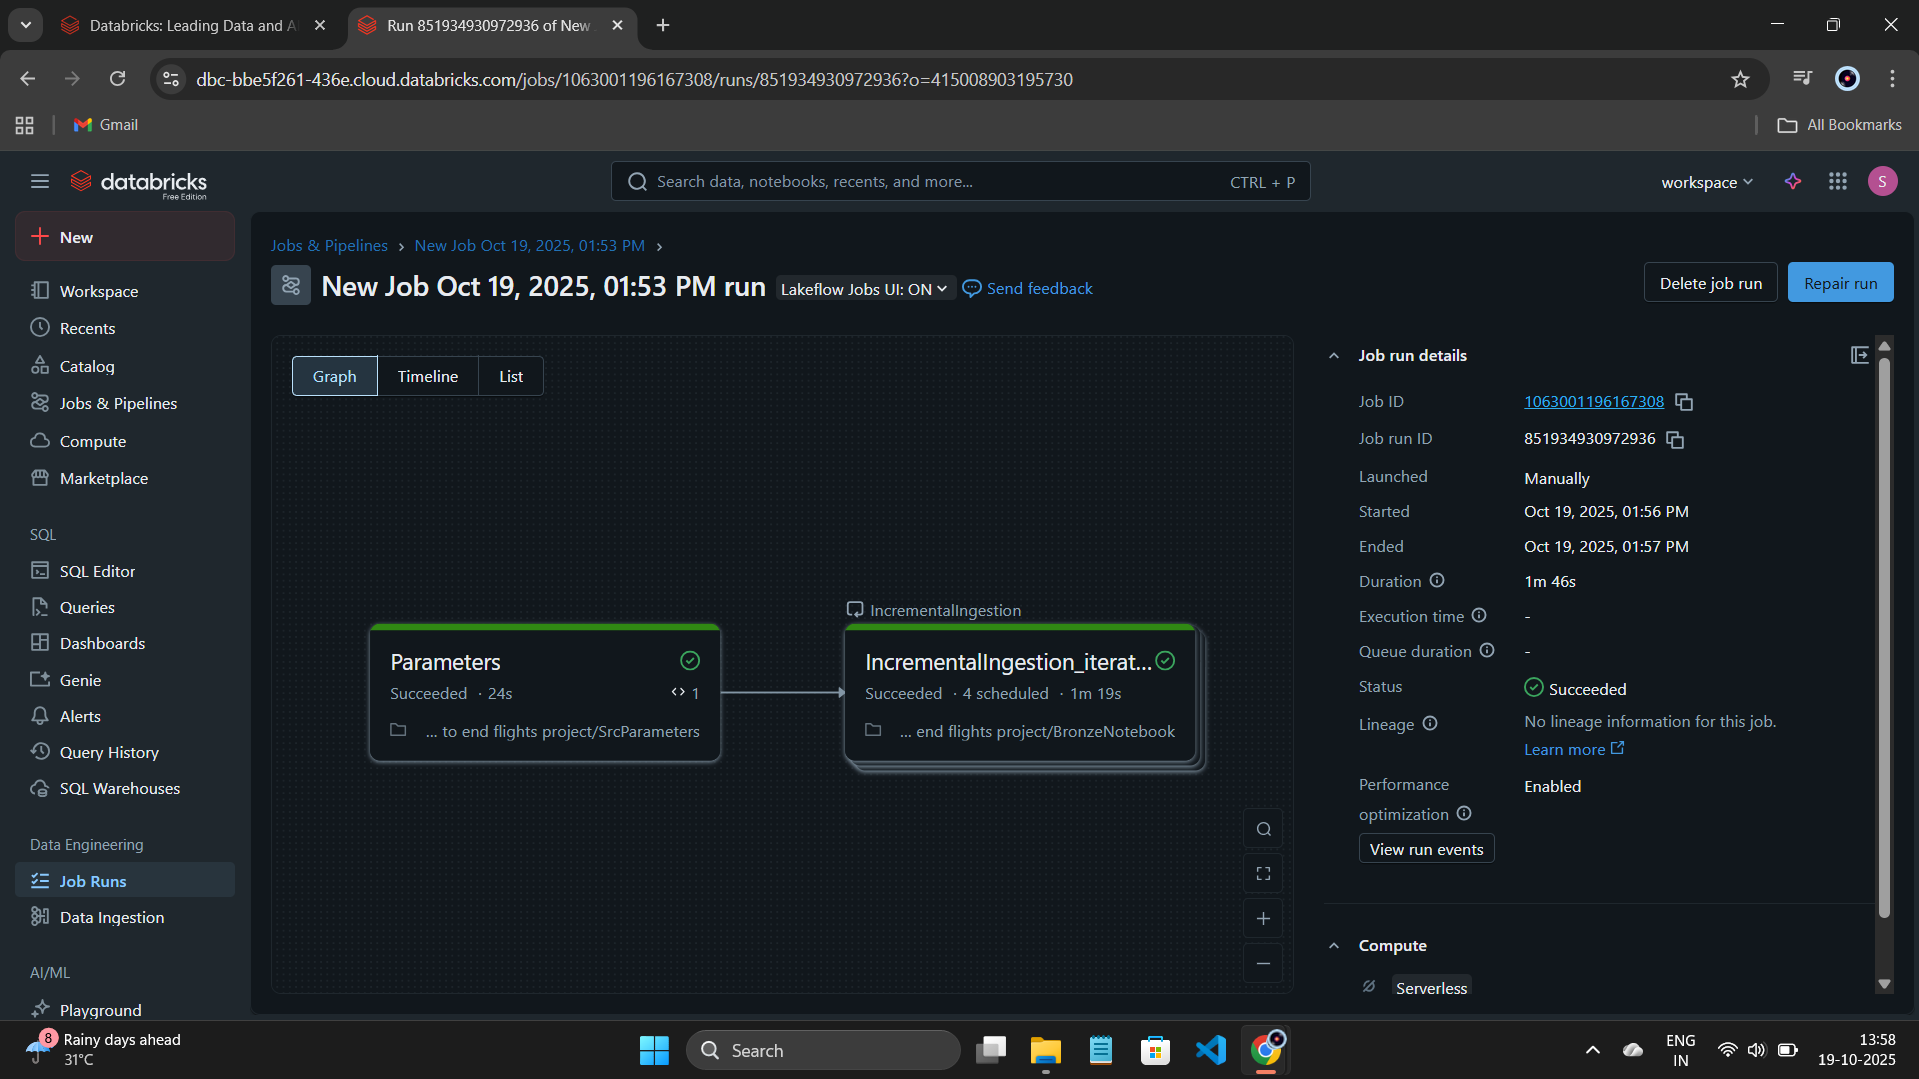 Databricks: Leading Data and A
Run 851934930972936 of New
dbc-bbe5f261-436e.cloud.databricks.com/jobs/1063001196167308/runs/851934930972936?o=415008903195730
Gmail
All Bookmarks
databricks
Free Edition
Search data, notebooks, recents, and more...
CTRL + P
workspace
S
New
Workspace
Recents
Catalog
Jobs & Pipelines
Compute
Marketplace
SQL
SQL Editor
Queries
Dashboards
Genie
Alerts
Query History
SQL Warehouses
Data Engineering
Job Runs
Data Ingestion
AI/ML
Playground
Jobs & Pipelines › New Job Oct 19, 2025, 01:53 PM ›
New Job Oct 19, 2025, 01:53 PM run
Lakeflow Jobs UI: ON
Send feedback
Delete job run
Repair run
Graph
Timeline
List
Parameters
Succeeded · 24s
1
... to end flights project/SrcParameters
IncrementalIngestion
IncrementalIngestion_iterat...
Succeeded · 4 scheduled · 1m 19s
... end flights project/BronzeNotebook
Job run details
Job ID 1063001196167308
Job run ID 851934930972936
Launched Manually
Started Oct 19, 2025, 01:56 PM
Ended Oct 19, 2025, 01:57 PM
Duration 1m 46s
Execution time -
Queue duration -
Status Succeeded
Lineage No lineage information for this job.
Learn more
Performance
optimization
Enabled
View run events
Compute
Serverless
8
Rainy days ahead
31°C
Search
ENG
IN
13:58
19-10-2025